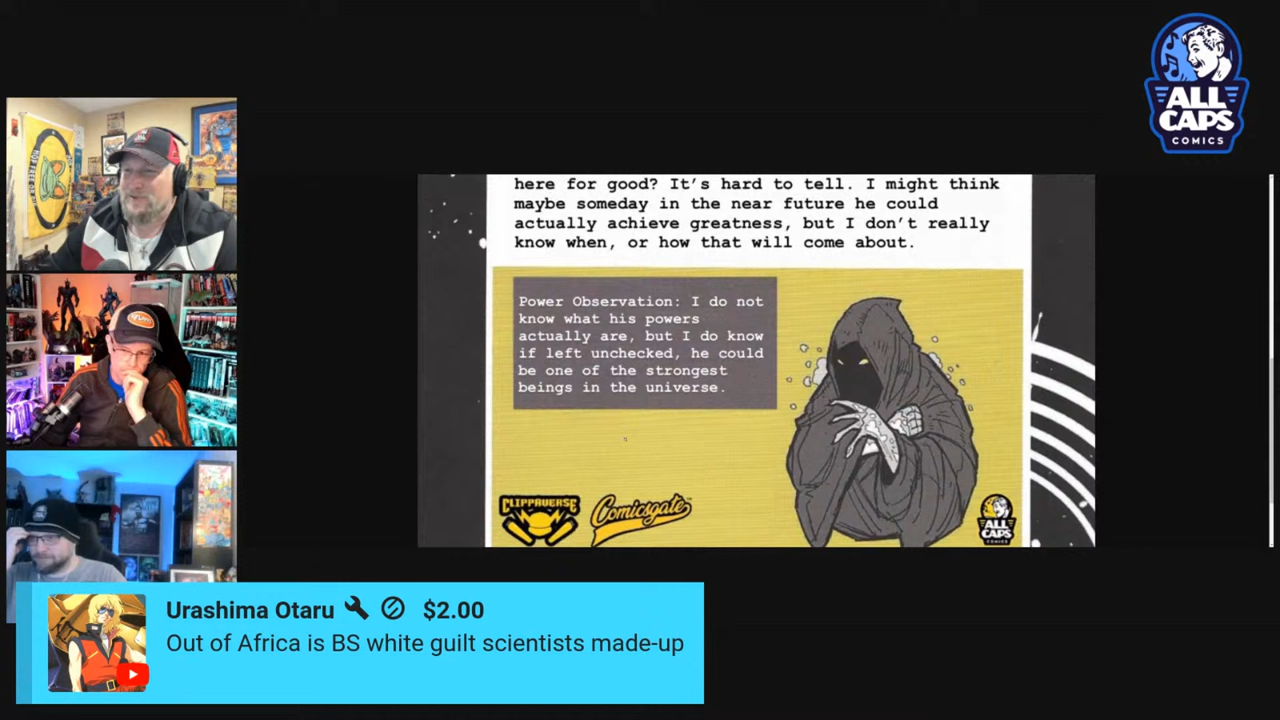 ALL
CAPS
COMICS
here for good? It's hard to tell. I might think
maybe someday in the near future he could
actually achieve greatness, but I don't really
know when, or how that will come about.
Power Observation: I do not
know what his powers
actually are, but I do know
if left unchecked, he could
be one of the strongest
beings in the universe.
CLIPPAVERSE
Comicsgate™
ALL
CAPS
COMICS
Urashima Otaru $2.00
Out of Africa is BS white guilt scientists made-up